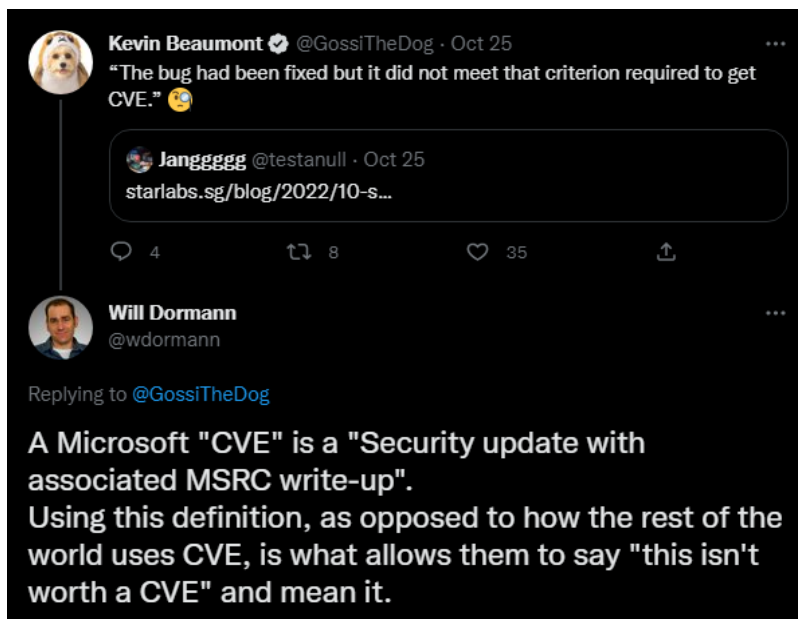 Kevin Beaumont @GossiTheDog · Oct 25
“The bug had been fixed but it did not meet that criterion required to get
CVE.” 🧐
Janggggg @testanull · Oct 25
starlabs.sg/blog/2022/10-s...
4 8 35
Will Dormann
@wdormann
Replying to @GossiTheDog
A Microsoft "CVE" is a "Security update with
associated MSRC write-up".
Using this definition, as opposed to how the rest of the
world uses CVE, is what allows them to say "this isn't
worth a CVE" and mean it.